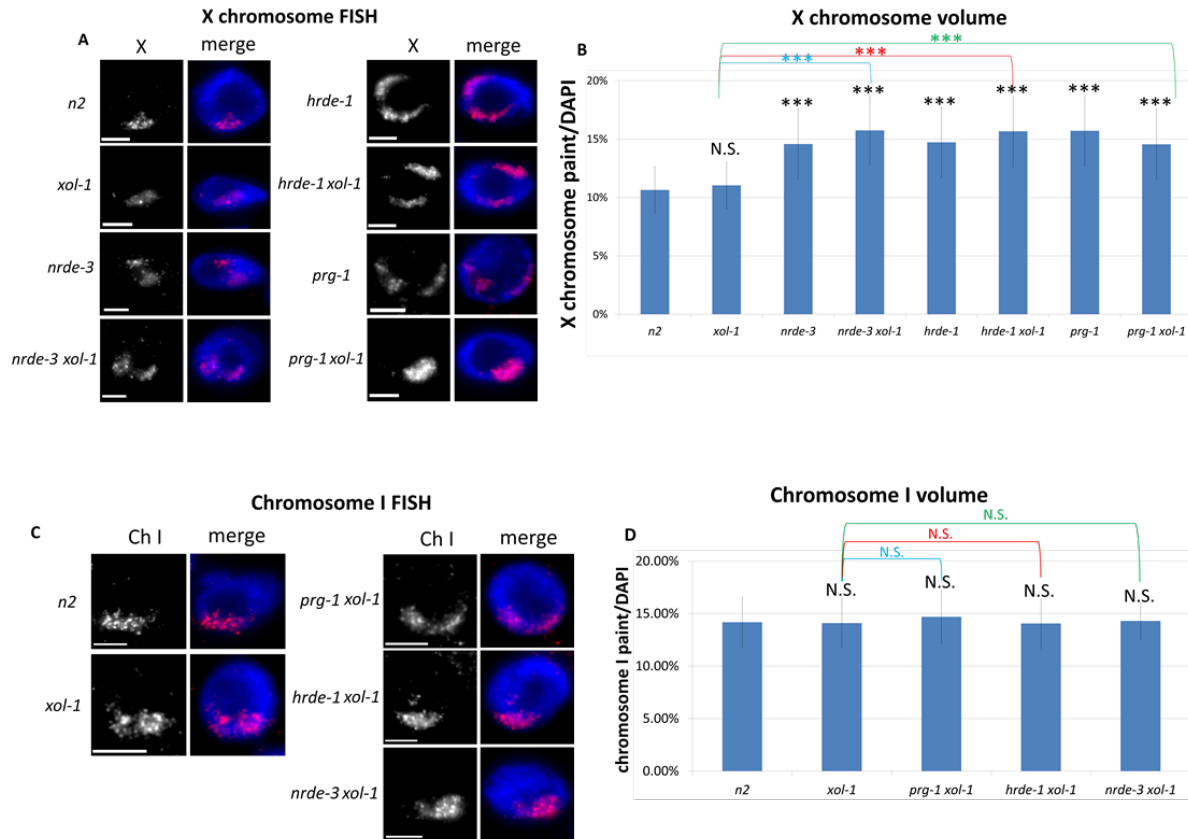 X chromosome FISH
A
X merge
n2
xol-1
nrde-3
nrde-3 xol-1
X merge
hrde-1
hrde-1 xol-1
prg-1
prg-1 xol-1
X chromosome volume
B
***
***
***
X chromosome paint/DAPI
20%
15%
10%
5%
0%
N.S. *** *** *** *** *** ***
n2 xol-1 nrde-3 nrde-3 xol-1 hrde-1 hrde-1 xol-1 prg-1 prg-1 xol-1
Chromosome I FISH
C
Ch I merge
n2
xol-1
Ch I merge
prg-1 xol-1
hrde-1 xol-1
nrde-3 xol-1
Chromosome I volume
D
N.S.
N.S.
N.S.
chromosome I paint/DAPI
20.00%
15.00%
10.00%
5.00%
0.00%
N.S. N.S. N.S. N.S.
n2 xol-1 prg-1 xol-1 hrde-1 xol-1 nrde-3 xol-1